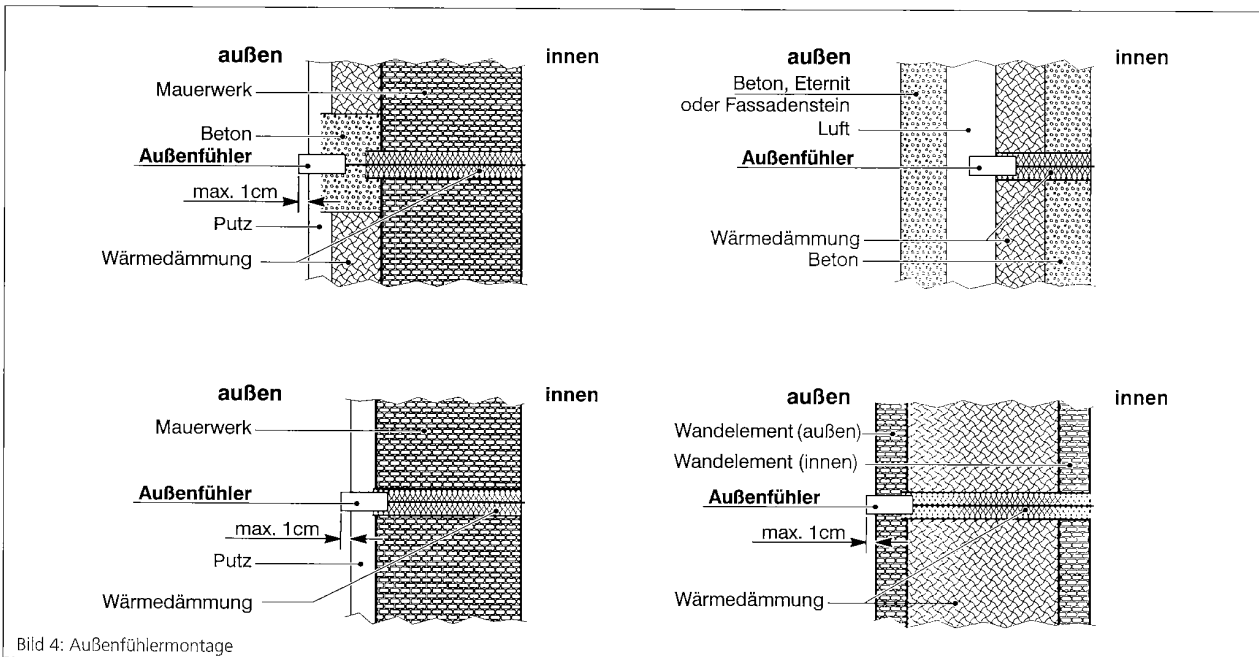 außen innen
Mauerwerk
Beton
Außenfühler
max. 1cm
Putz
Wärmedämmung
außen innen
Beton, Eternit
oder Fassadenstein
Luft
Außenfühler
Wärmedämmung
Beton
außen innen
Mauerwerk
Außenfühler
max. 1cm
Putz
Wärmedämmung
außen innen
Wandelement (außen)
Wandelement (innen)
Außenfühler
max. 1cm
Wärmedämmung
Bild 4: Außenfühlermontage